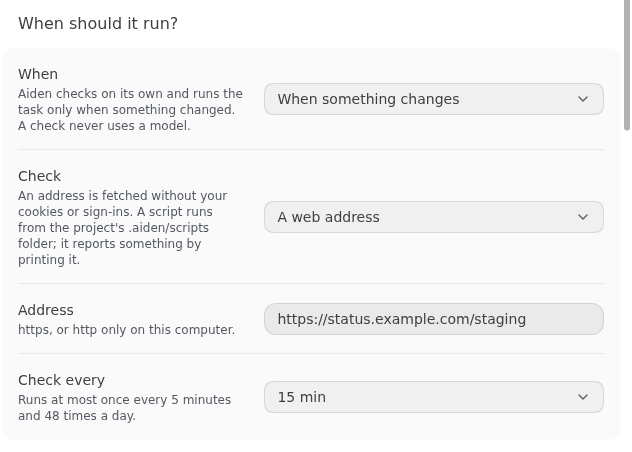 When should it run?
When
Aiden checks on its own and runs the
task only when something changed.
A check never uses a model.
When something changes
Check
An address is fetched without your
cookies or sign-ins. A script runs
from the project's .aiden/scripts
folder; it reports something by
printing it.
A web address
Address
https, or http only on this computer.
https://status.example.com/staging
Check every
Runs at most once every 5 minutes
and 48 times a day.
15 min